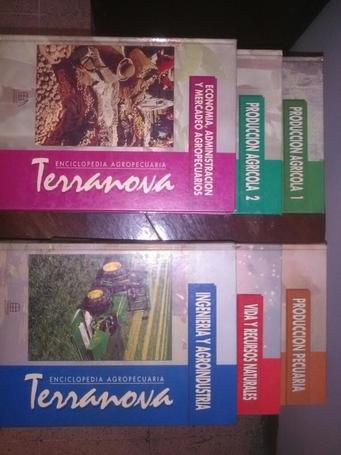 ENCICLOPEDIA AGROPECUARIA
Terranova
ECONOMIA, ADMINISTRACION
Y MERCADEO AGROPECUARIOS
PRODUCCION AGRICOLA 2
PRODUCCION AGRICOLA 1
ENCICLOPEDIA AGROPECUARIA
Terranova
INGENIERIA Y AGROINDUSTRIA
VIDA Y RECURSOS NATURALES
PRODUCCION PECUARIA